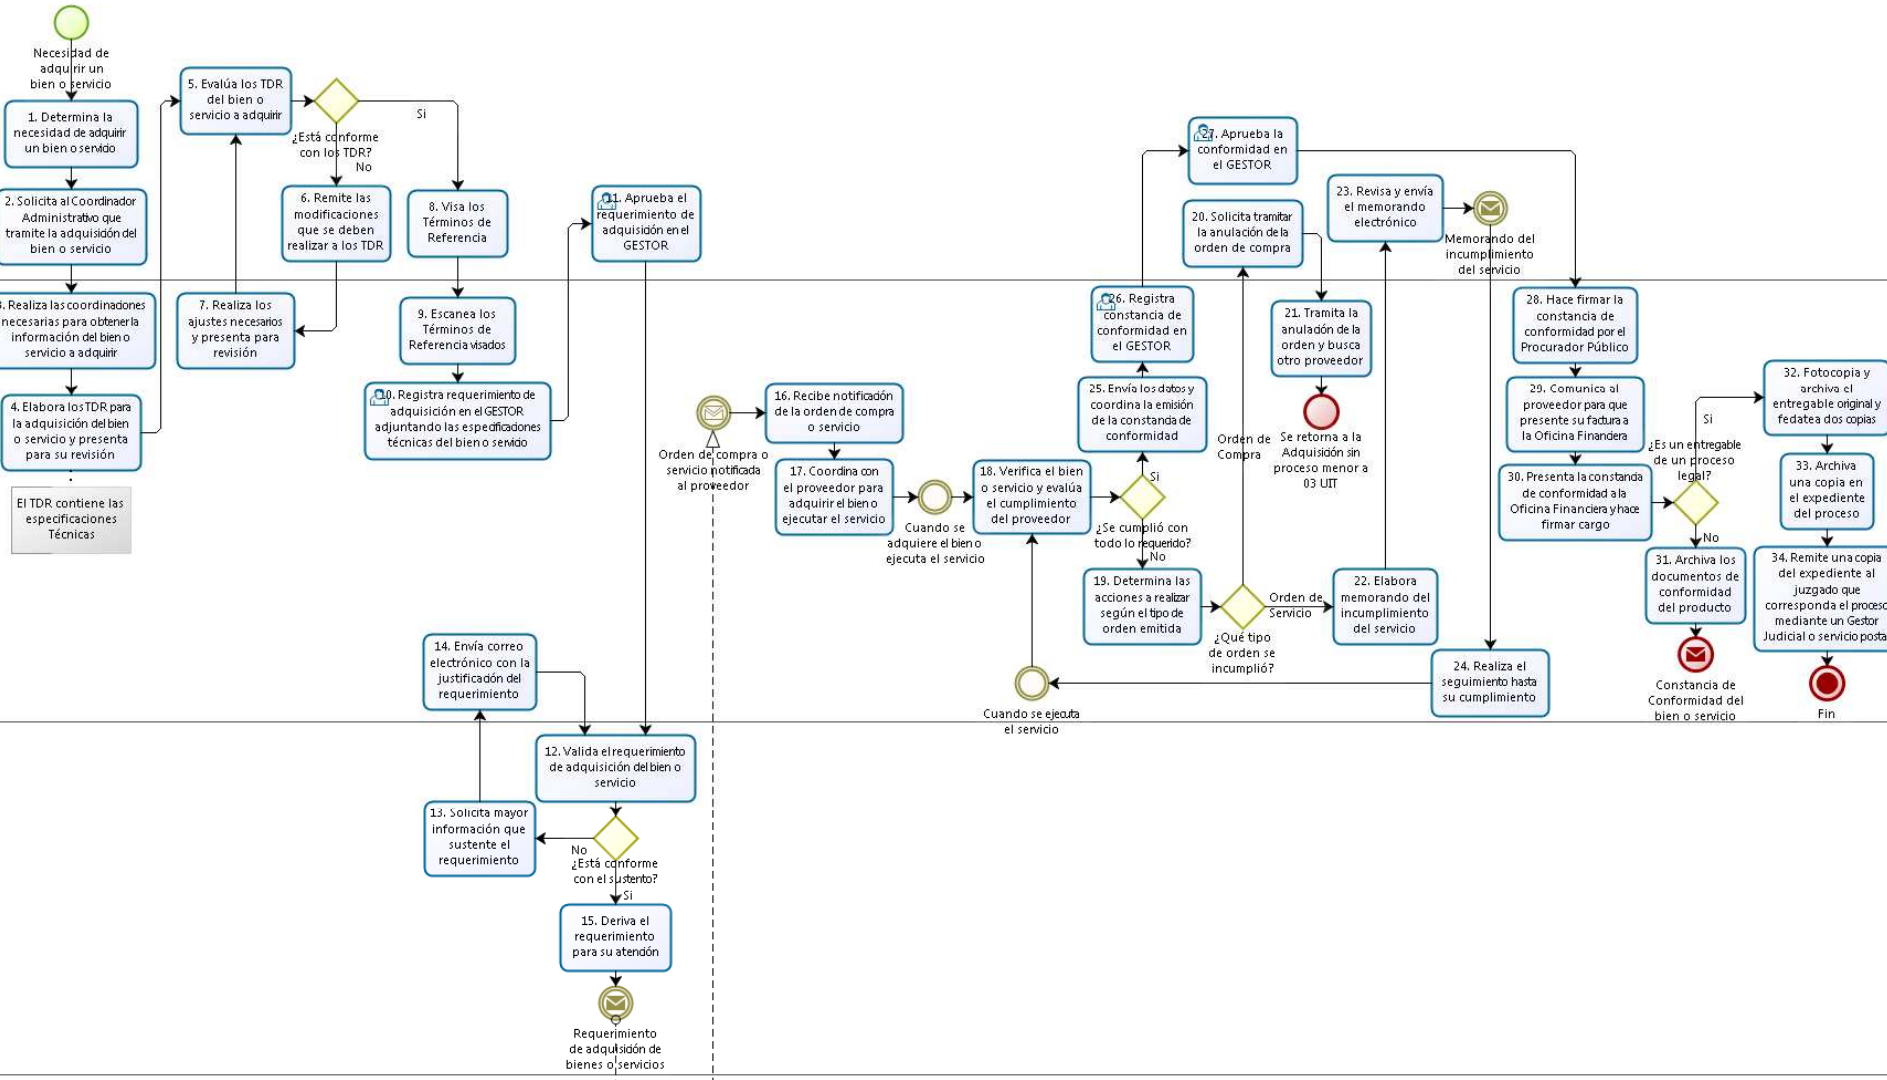 Necesidad de
adquirir un
bien o servicio
1. Determina la
necesidad de adquirir
un bien o servicio
2. Solicita al Coordinador
Administrativo que
tramite la adquisición del
bien o servicio
3. Realiza las coordinaciones
necesarias para obtener la
información del bien o
servicio a adquirir
4. Elabora los TDR para
la adquisición del bien
o servicio y presenta
para su revisión
El TDR contiene las
especificaciones
Técnicas
5. Evalúa los TDR
del bien o
servicio a adquirir
¿Está conforme
con los TDR?
Si
No
6. Remite las
modificaciones
que se deben
realizar a los TDR
7. Realiza los
ajustes necesarios
y presenta para
revisión
8. Visa los
Términos de
Referencia
9. Escanea los
Términos de
Referencia visados
10. Registra requerimiento de
adquisición en el GESTOR
adjuntando las especificaciones
técnicas del bien o servicio
11. Aprueba el
requerimiento de
adquisición en el
GESTOR
12. Valida el requerimiento
de adquisición del bien o
servicio
¿Está conforme
con el sustento?
No
Si
13. Solicita mayor
información que
sustente el
requerimiento
14. Envía correo
electrónico con la
justificación del
requerimiento
15. Deriva el
requerimiento
para su atención
Requerimiento
de adquisición de
bienes o servicios
Orden de compra o
servicio notificada
al proveedor
16. Recibe notificación
de la orden de compra
o servicio
17. Coordina con
el proveedor para
adquirir el bien o
ejecutar el servicio
Cuando se
adquiere el bien o
ejecuta el servicio
18. Verifica el bien
o servicio y evalúa
el cumplimiento
del proveedor
¿Se cumplió con
todo lo requerido?
Si
No
19. Determina las
acciones a realizar
según el tipo de
orden emitida
¿Qué tipo
de orden se
incumplió?
Orden de
Compra
Orden de
Servicio
20. Solicita tramitar
la anulación de la
orden de compra
21. Tramita la
anulación de la
orden y busca
otro proveedor
Se retorna a la
Adquisición sin
proceso menor a
03 UIT
22. Elabora
memorando del
incumplimiento
del servicio
23. Revisa y envía
el memorando
electrónico
Memorando del
incumplimiento
del servicio
24. Realiza el
seguimiento hasta
su cumplimiento
Cuando se ejecuta
el servicio
25. Envía los datos y
coordina la emisión
de la constancia de
conformidad
26. Registra
constancia de
conformidad en
el GESTOR
27. Aprueba la
conformidad en
el GESTOR
28. Hace firmar la
constancia de
conformidad por el
Procurador Público
29. Comunica al
proveedor para que
presente su factura a
la Oficina Financiera
30. Presenta la constancia
de conformidad a la
Oficina Financiera y hace
firmar cargo
¿Es un entregable
de un proceso
legal?
Si
No
31. Archiva los
documentos de
conformidad
del producto
Constancia de
Conformidad del
bien o servicio
32. Fotocopia y
archiva el
entregable original y
fedatea dos copias
33. Archiva
una copia en
el expediente
del proceso
34. Remite una copia
del expediente al
juzgado que
corresponda el proceso
mediante un Gestor
Judicial o servicio posta
Fin